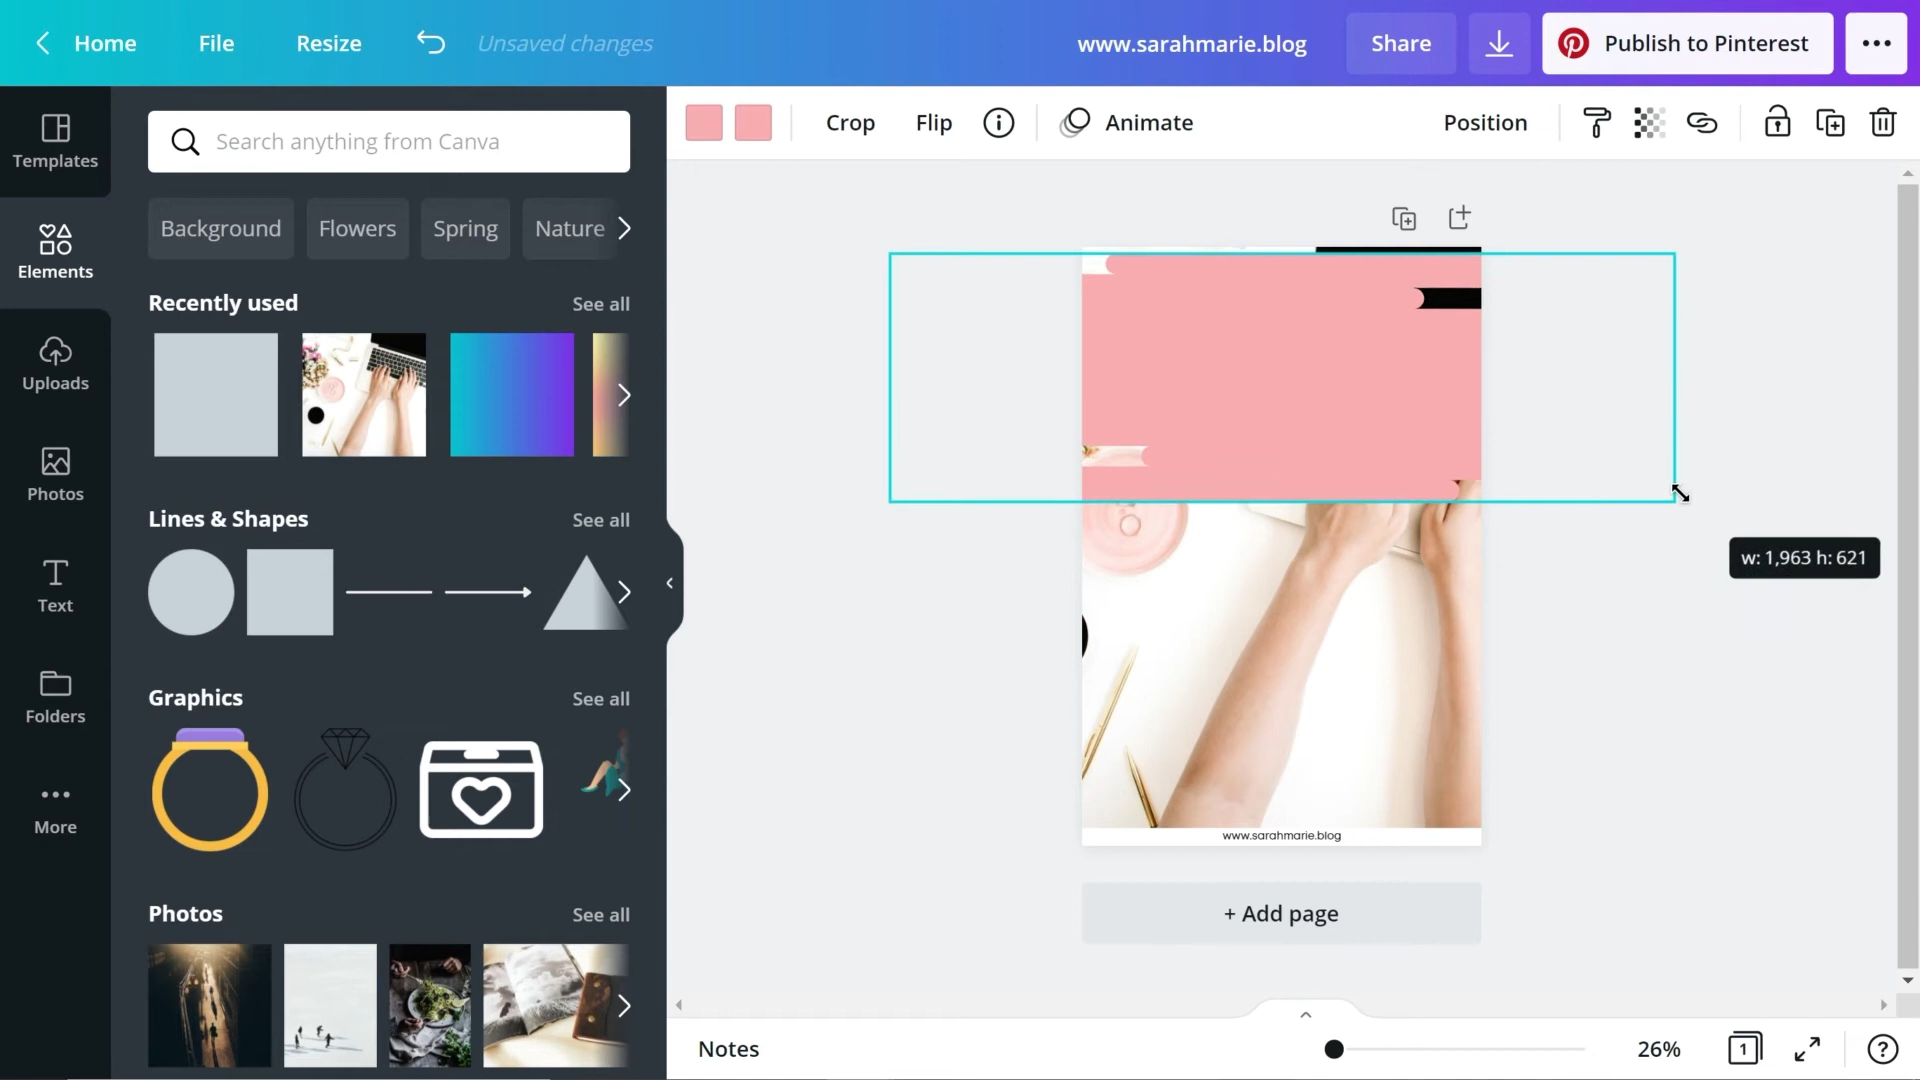 Home
File
Resize
Unsaved changes
www.sarahmarie.blog
Share
Publish to Pinterest
Templates
Elements
Uploads
Photos
Text
Folders
More
Search anything from Canva
Background
Flowers
Spring
Nature
Recently used
See all
Lines & Shapes
See all
Graphics
See all
Photos
See all
Crop
Flip
Animate
Position
w: 1,963 h: 621
www.sarahmarie.blog
+ Add page
Notes
26%
1
?